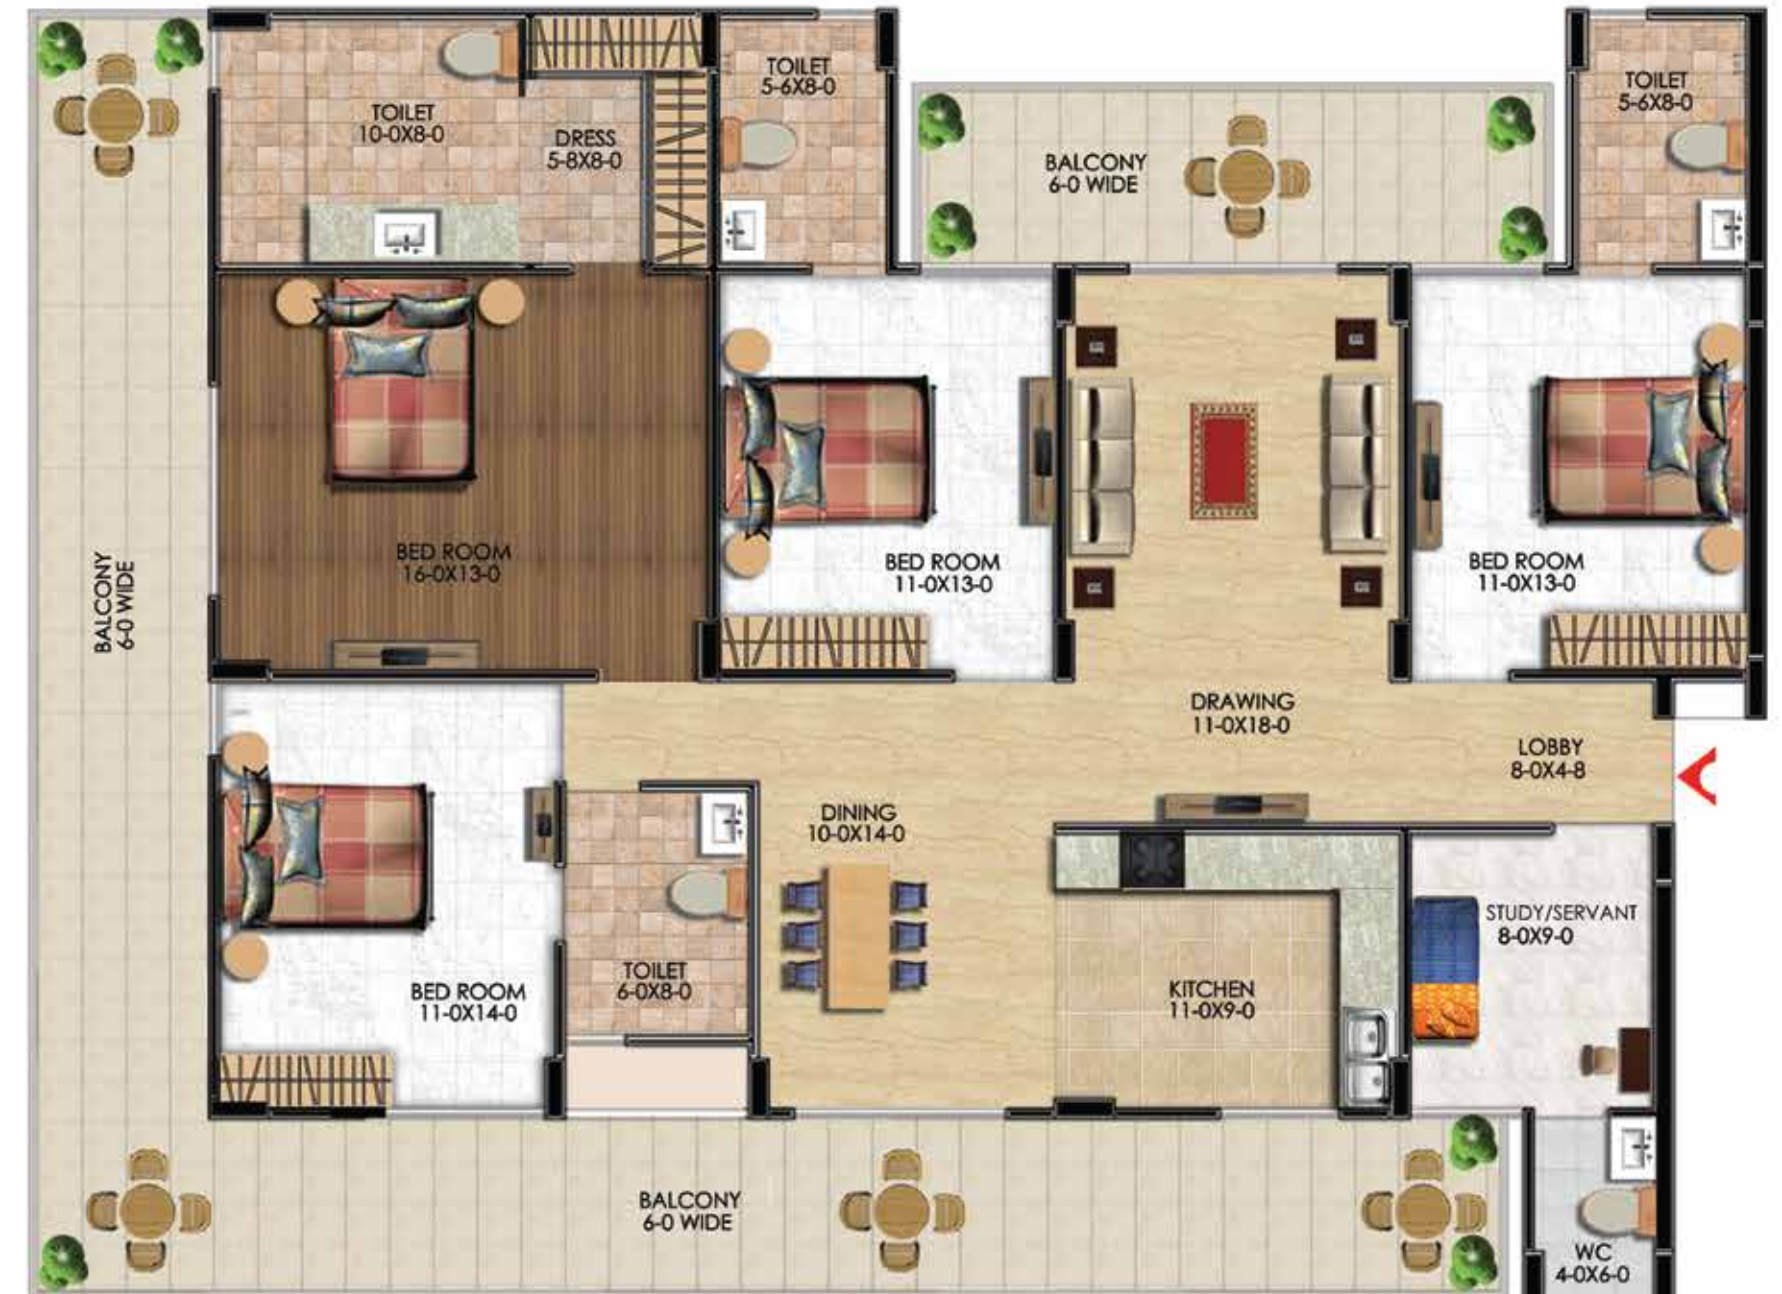 TOILET
10-0X8-0
DRESS
5-8X8-0
TOILET
5-6X8-0
BALCONY
6-0 WIDE
TOILET
5-6X8-0
BED ROOM
16-0X13-0
BED ROOM
11-0X13-0
BED ROOM
11-0X13-0
BALCONY
6-0 WIDE
DRAWING
11-0X18-0
LOBBY
8-0X4-8
DINING
10-0X14-0
STUDY/SERVANT
8-0X9-0
TOILET
6-0X8-0
BED ROOM
11-0X14-0
KITCHEN
11-0X9-0
BALCONY
6-0 WIDE
WC
4-0X6-0